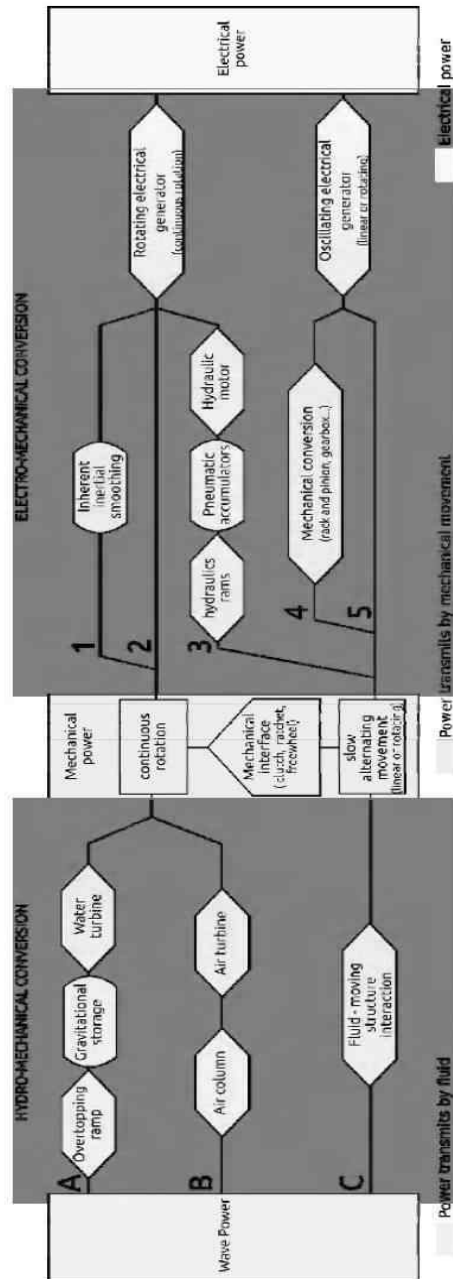 HYDRO-MECHANICAL CONVERSION
ELECTRO-MECHANICAL CONVERSION
Wave Power
A
Overtopping
ramp
Gravitational
storage
Water
turbine
B
Air column
Air turbine
C
Fluid - moving
structure
interaction
Mechanical
power
continuous
rotation
Mechanical
interface
( clutch, ratchet,
freewheel)
slow
alternating
movement
(linear or rotating)
1
Inherent
inertial
smoothing
2
3
hydraulics
rams
Pneumatic
accumulators
Hydraulic
motor
4
Mechanical conversion
(rack and pinion, gearbox...)
5
Rotating electrical
generator
(continuous rotation)
Oscillating electrical
generator
(linear or rotating)
Electrical
power
Power transmits by fluid
Power transmits by mechanical movement
Electrical power